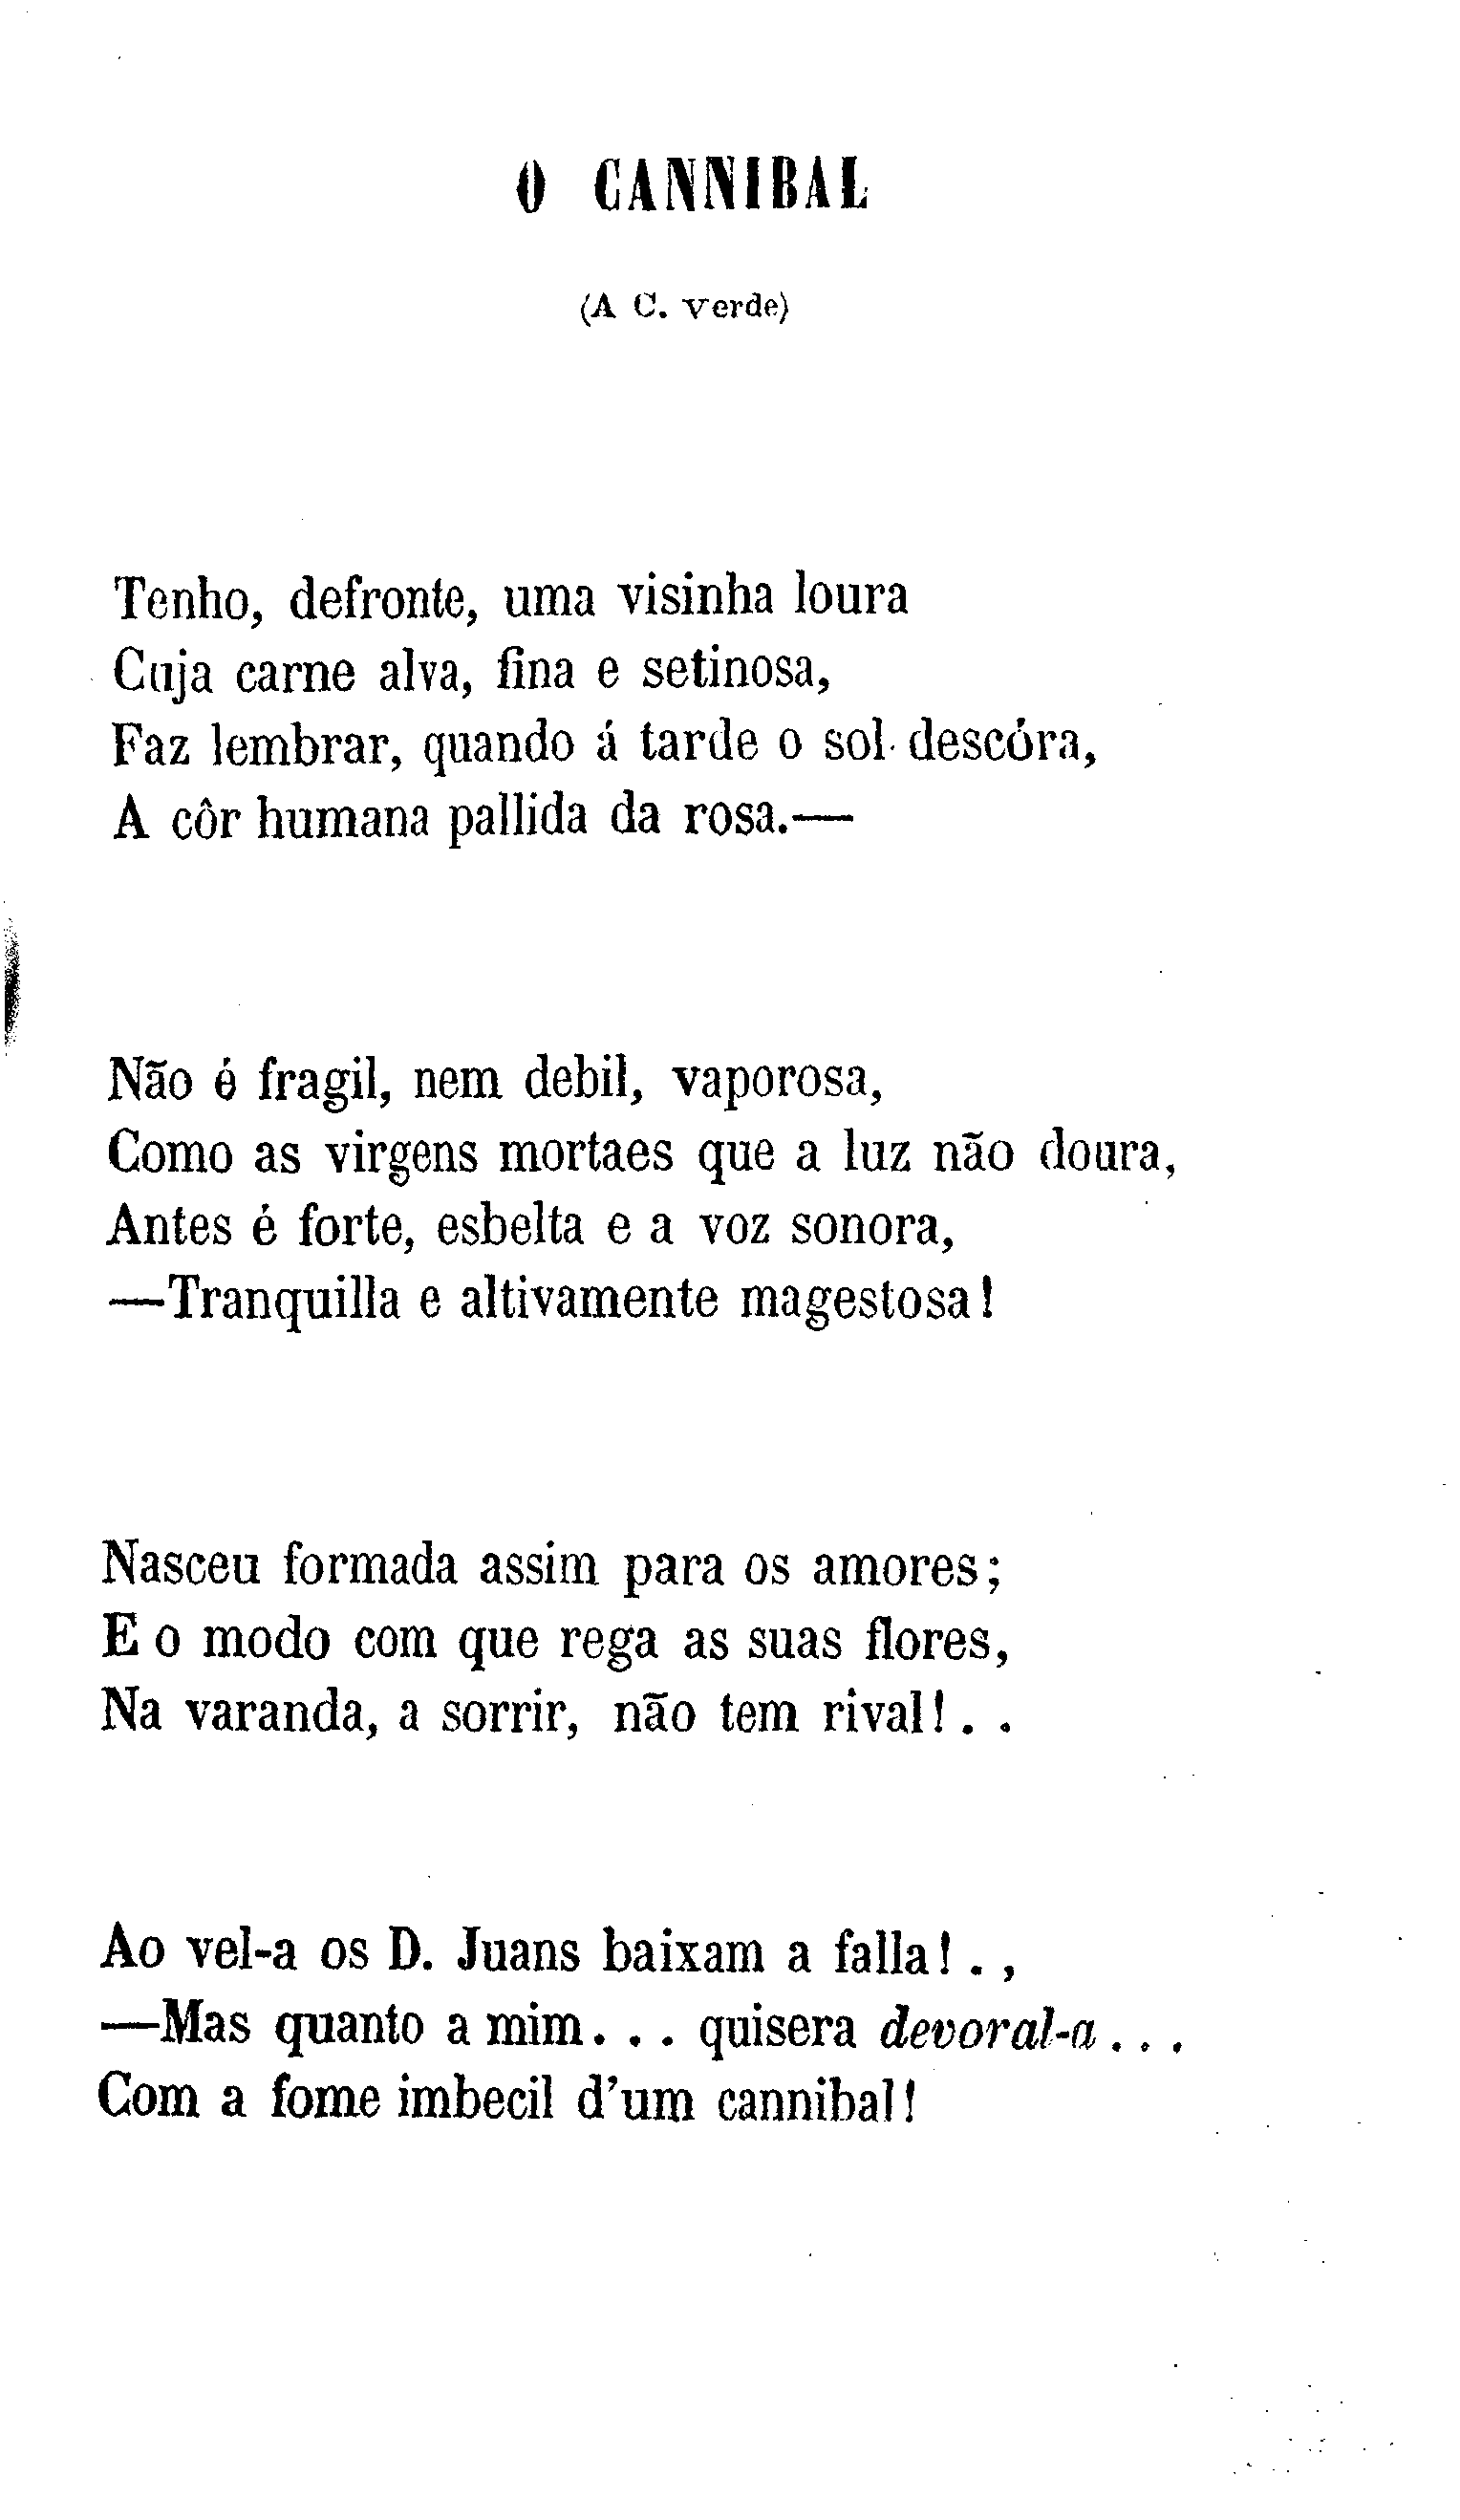 O CANNIBAL
(A C. Verde)
Tenho, defronte, uma visinha loura
Cuja carne alva, fina e setinosa,
Faz lembrar, quando á tarde o sol descóra,
A côr humana pallida da rosa.—
Não é fragil, nem debil, vaporosa,
Como as virgens mortaes que a luz não doura,
Antes é forte, esbelta e a voz sonora,
—Tranquilla e altivamente magestosa!
Nasceu formada assim para os amores;
E o modo com que rega as suas flores,
Na varanda, a sorrir, não tem rival!. .
Ao vel-a os D. Juans baixam a falla! . ,
—Mas quanto a mim. . . quisera devoral-a . . .
Com a fome imbecil d'um cannibal!